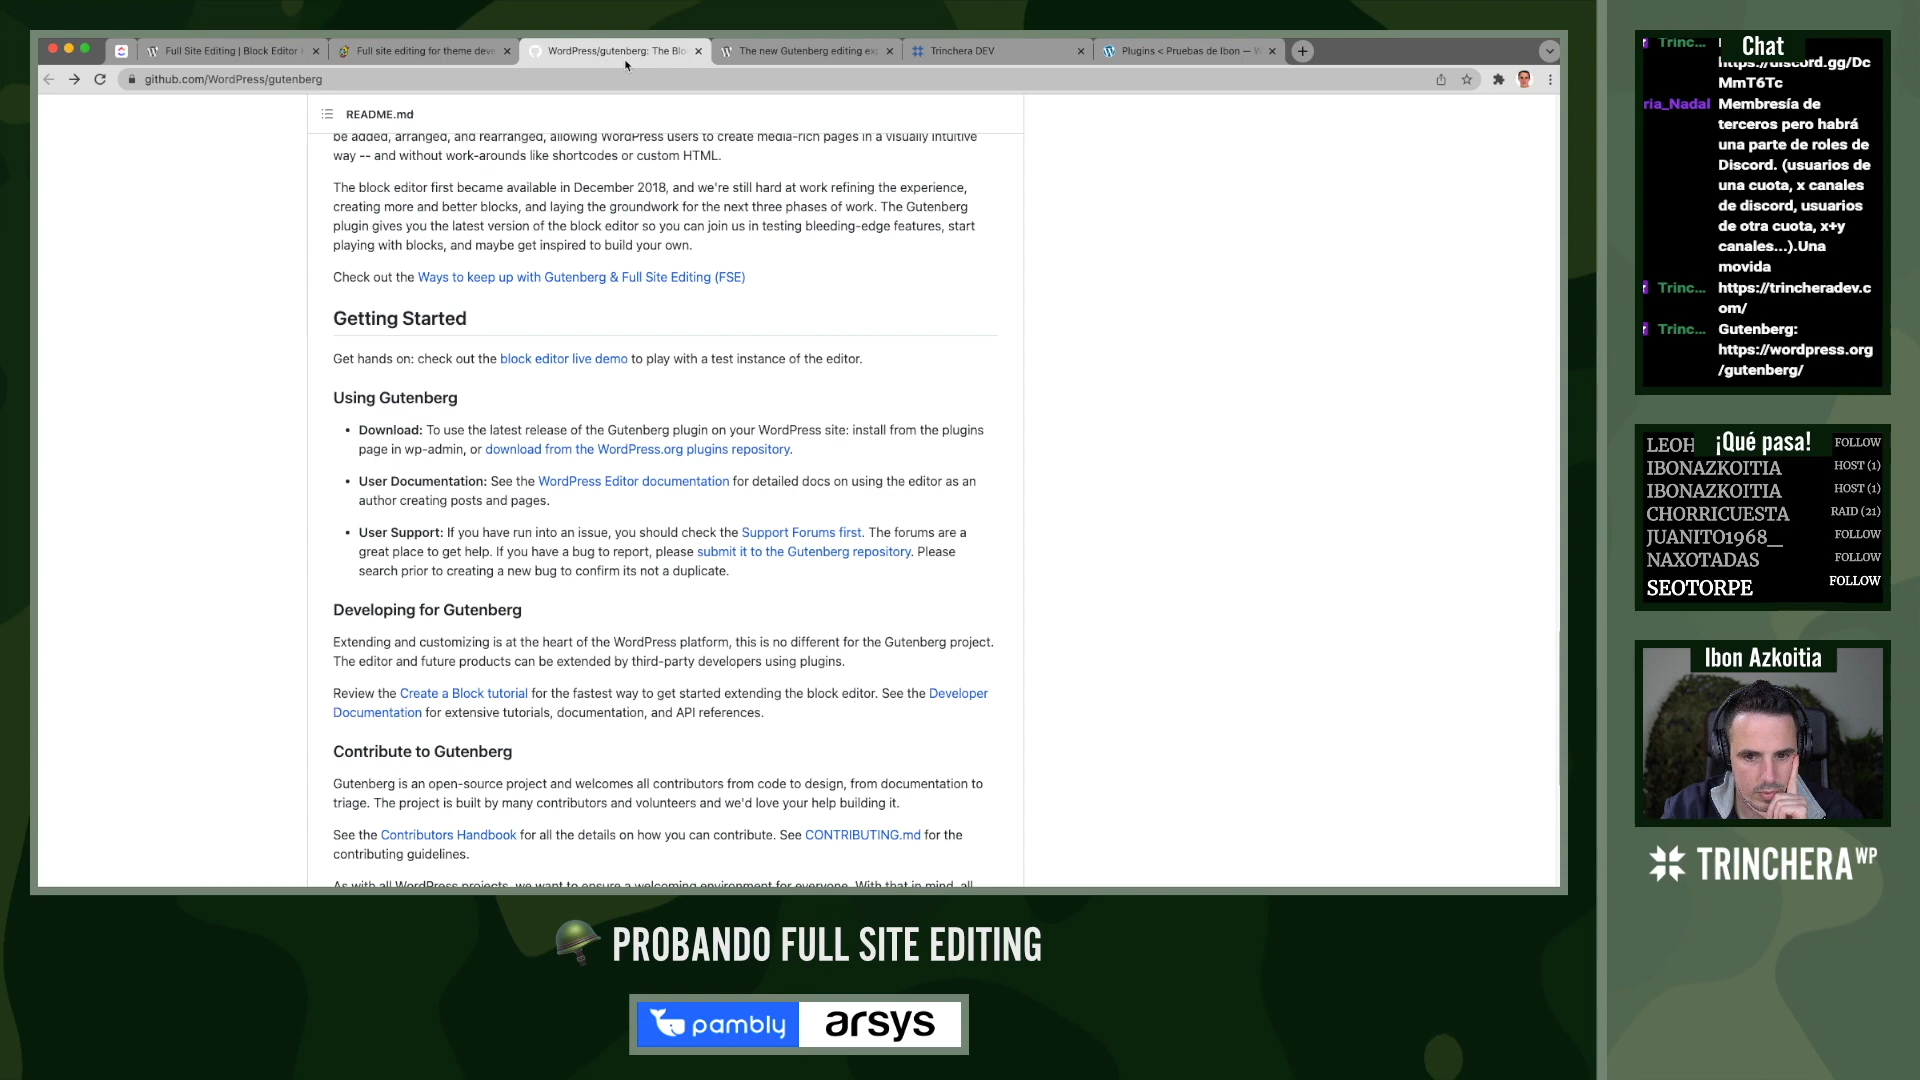 Full Site Editing | Block Editor
Full site editing for theme deve
WordPress/gutenberg: The Blo
The new Gutenberg editing exp
Trinchera DEV
Plugins < Pruebas de Ibon — W
github.com/WordPress/gutenberg
README.md
be added, arranged, and rearranged, allowing WordPress users to create media-rich pages in a visually intuitive
way -- and without work-arounds like shortcodes or custom HTML.
The block editor first became available in December 2018, and we're still hard at work refining the experience,
creating more and better blocks, and laying the groundwork for the next three phases of work. The Gutenberg
plugin gives you the latest version of the block editor so you can join us in testing bleeding-edge features, start
playing with blocks, and maybe get inspired to build your own.
Check out the Ways to keep up with Gutenberg & Full Site Editing (FSE)
Getting Started
Get hands on: check out the block editor live demo to play with a test instance of the editor.
Using Gutenberg
• Download: To use the latest release of the Gutenberg plugin on your WordPress site: install from the plugins
page in wp-admin, or download from the WordPress.org plugins repository.
• User Documentation: See the WordPress Editor documentation for detailed docs on using the editor as an
author creating posts and pages.
• User Support: If you have run into an issue, you should check the Support Forums first. The forums are a
great place to get help. If you have a bug to report, please submit it to the Gutenberg repository. Please
search prior to creating a new bug to confirm its not a duplicate.
Developing for Gutenberg
Extending and customizing is at the heart of the WordPress platform, this is no different for the Gutenberg project.
The editor and future products can be extended by third-party developers using plugins.
Review the Create a Block tutorial for the fastest way to get started extending the block editor. See the Developer
Documentation for extensive tutorials, documentation, and API references.
Contribute to Gutenberg
Gutenberg is an open-source project and welcomes all contributors from code to design, from documentation to
triage. The project is built by many contributors and volunteers and we'd love your help building it.
See the Contributors Handbook for all the details on how you can contribute. See CONTRIBUTING.md for the
contributing guidelines.
As with all WordPress projects, we want to ensure a welcoming environment for everyone. With that in mind, all
PROBANDO FULL SITE EDITING
pambly arsys
Chat
Trinc...
https://discord.gg/Dc
MmT6Tc
ria_Nadal Membresía de
terceros pero habrá
una parte de roles de
Discord. (usuarios de
una cuota, x canales
de discord, usuarios
de otra cuota, x+y
canales...).Una
movida
Trinc... https://trincheradev.c
om/
Trinc... Gutenberg:
https://wordpress.org
/gutenberg/
¡Qué pasa!
LEOH FOLLOW
IBONAZKOITIA HOST (1)
IBONAZKOITIA HOST (1)
CHORRICUESTA RAID (21)
JUANITO1968_ FOLLOW
NAXOTADAS FOLLOW
SEOTORPE FOLLOW
Ibon Azkoitia
TRINCHERA WP